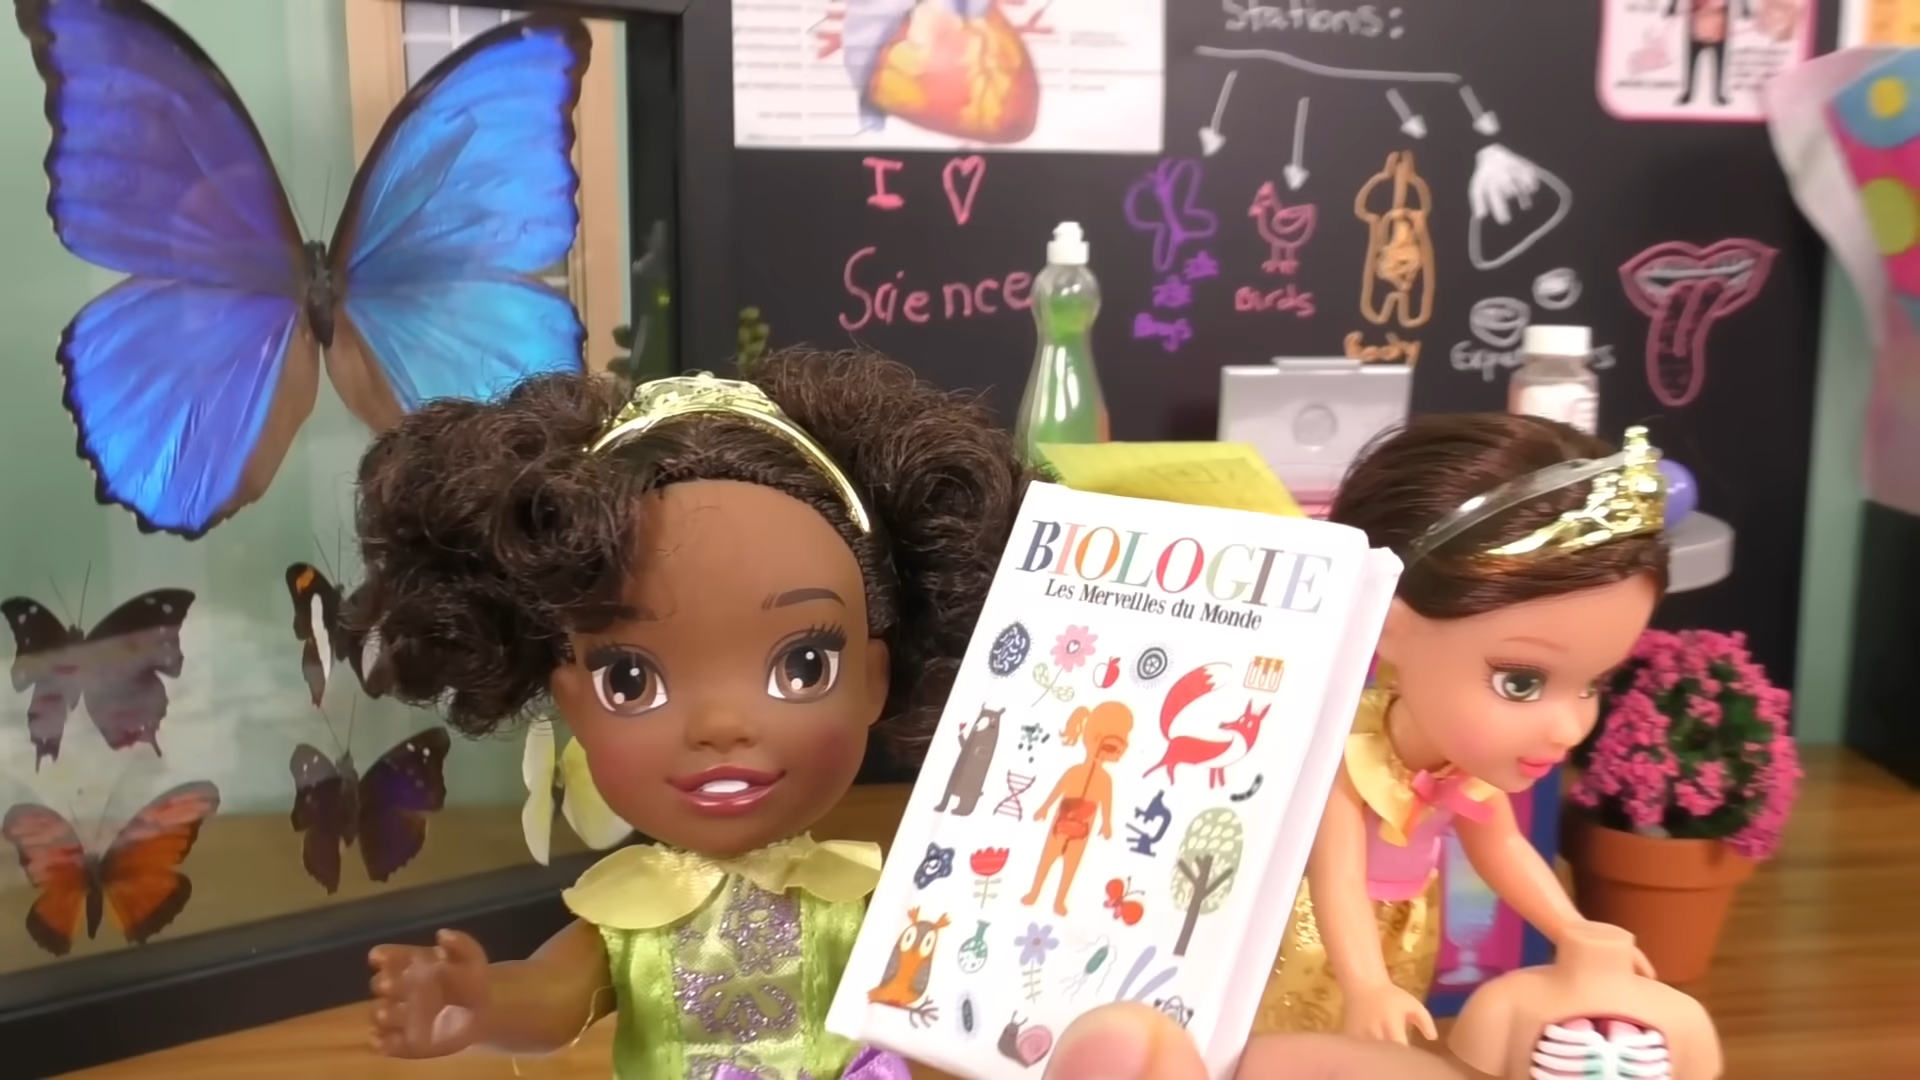 Stations:
I ♡
Science
Bugs
Birds
Body
BIOLOGIE
Les Merveilles du Monde